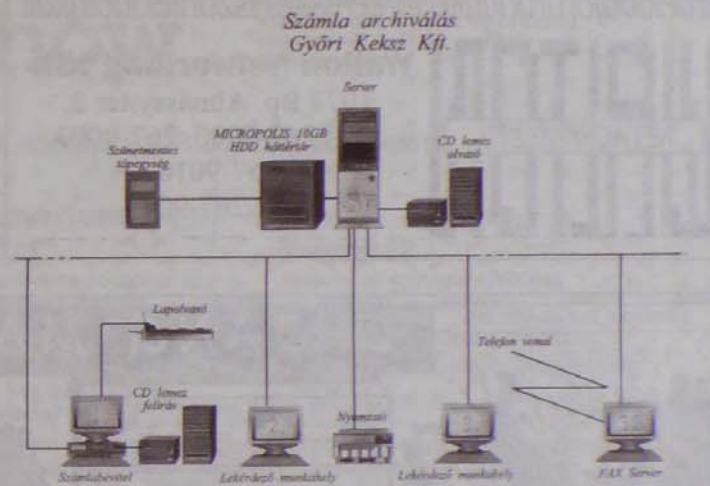 Számla archiválás
Győri Keksz Kft.
Server
MICROPOLIS 10GB
HDD háttértár
CD lemez
olvasó
Szünetmentes
tápegység
Lapolvasó
Telefon vonal
CD lemez
felírás
Nyomtató
Számlabevitel
Lekérdező munkahely
Lekérdező munkahely
FAX Server